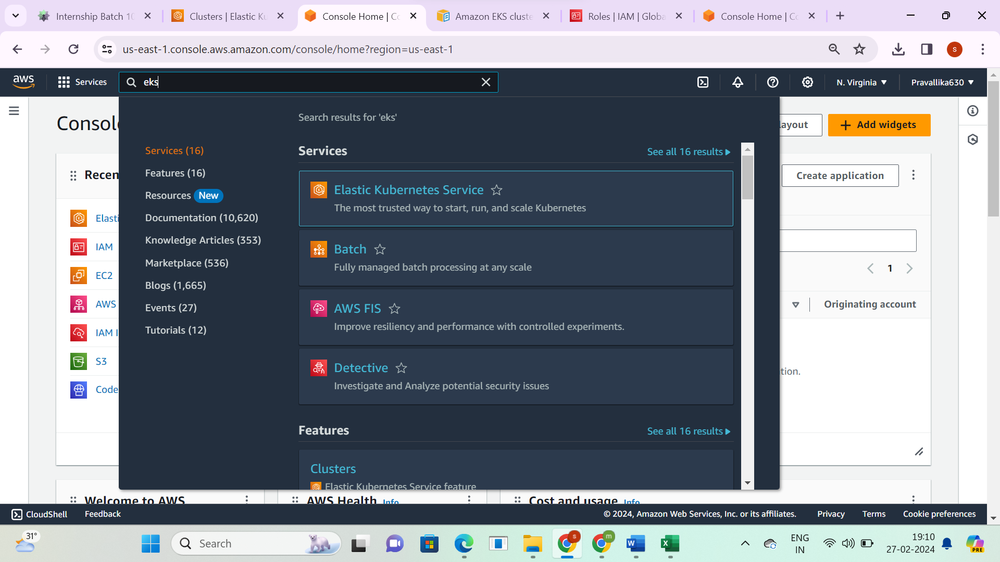 Internship Batch 10
Clusters | Elastic Ku
Console Home | Co
Amazon EKS cluste
Roles | IAM | Globa
Console Home | Co
us-east-1.console.aws.amazon.com/console/home?region=us-east-1
s
aws
Services
eks
N. Virginia ▼
Pravallika630 ▼
Console
layout
+ Add widgets
Search results for 'eks'
Services (16)
Features (16)
Resources New
Documentation (10,620)
Knowledge Articles (353)
Marketplace (536)
Blogs (1,665)
Events (27)
Tutorials (12)
Services
See all 16 results ▶
Elastic Kubernetes Service
The most trusted way to start, run, and scale Kubernetes
Batch
Fully managed batch processing at any scale
AWS FIS
Improve resiliency and performance with controlled experiments.
Detective
Investigate and Analyze potential security issues
Features
See all 16 results ▶
Clusters
Elastic Kubernetes Service feature
Recen
Elasti
IAM
EC2
AWS
IAM I
S3
Code
Create application
1
Originating account
tion.
Welcome to AWS
AWS Health Info
Cost and usage Info
CloudShell
Feedback
© 2024, Amazon Web Services, Inc. or its affiliates.
Privacy
Terms
Cookie preferences
31°
Search
s
m
W
X
ENG
IN
19:10
27-02-2024
PRE